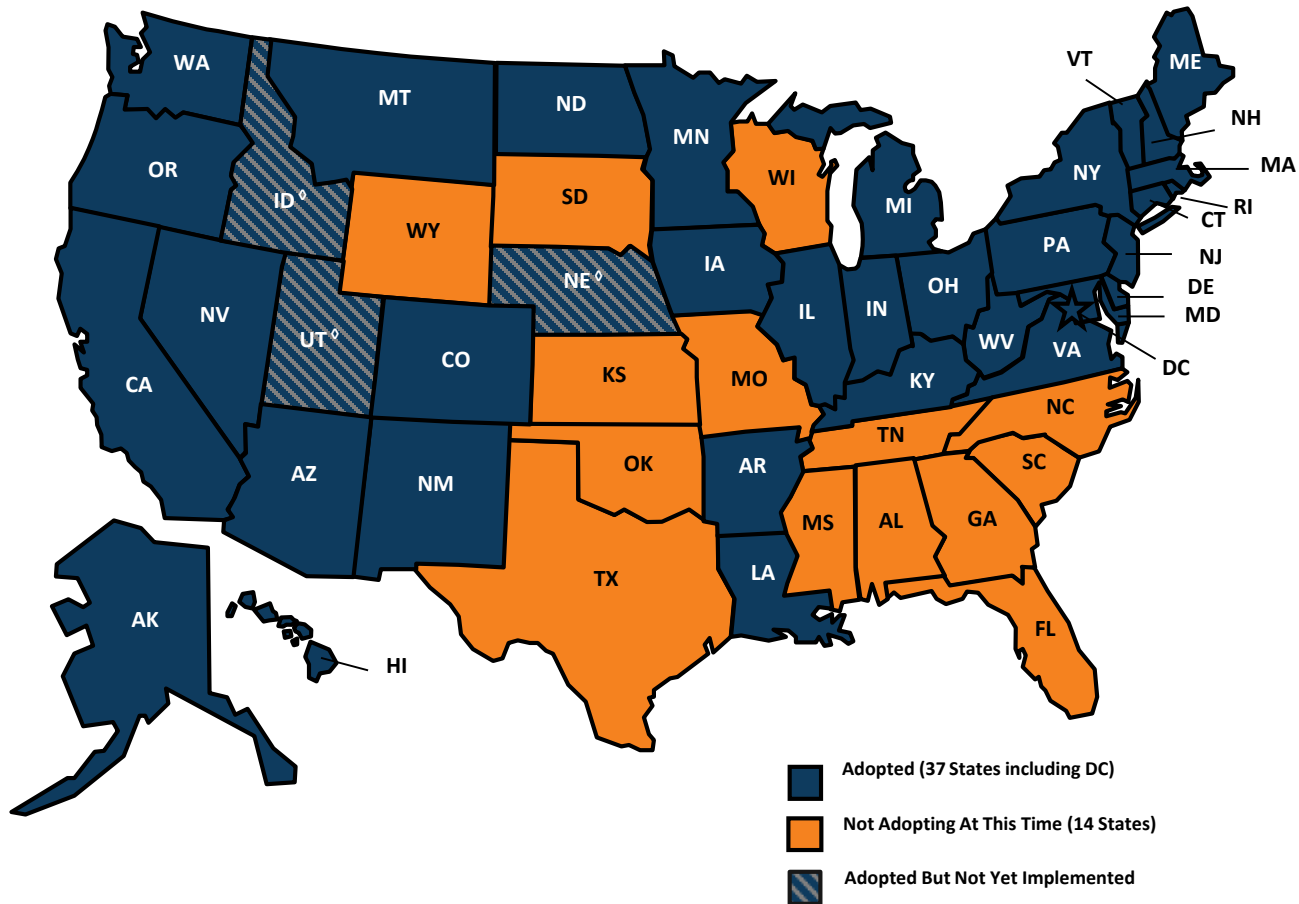 WA
MT
ND
MN
VT
ME
NH
OR
ID ◊
WY
SD
WI
MI
NY
MA
RI
CT
NV
UT ◊
CO
NE ◊
IA
IL
IN
OH
PA
NJ
DE
MD
DC
CA
KS
MO
KY
WV
VA
AZ
NM
OK
AR
TN
NC
SC
TX
LA
MS
AL
GA
FL
AK
HI
Adopted (37 States including DC)
Not Adopting At This Time (14 States)
Adopted But Not Yet Implemented